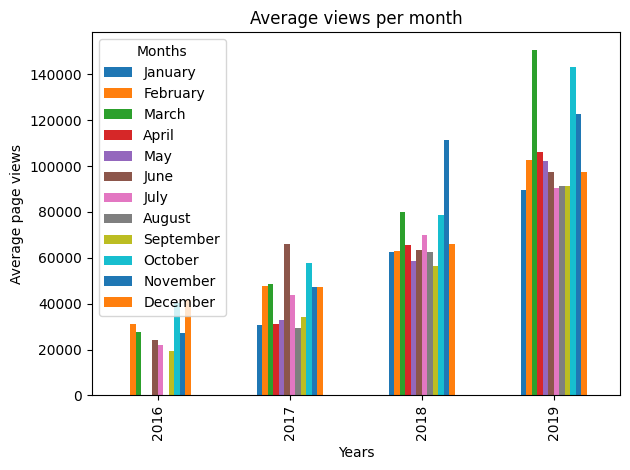 Average views per month
Months
January
February
March
April
May
June
July
August
September
October
November
December
Average page views
140000
120000
100000
80000
60000
40000
20000
0
2016
2017
2018
2019
Years